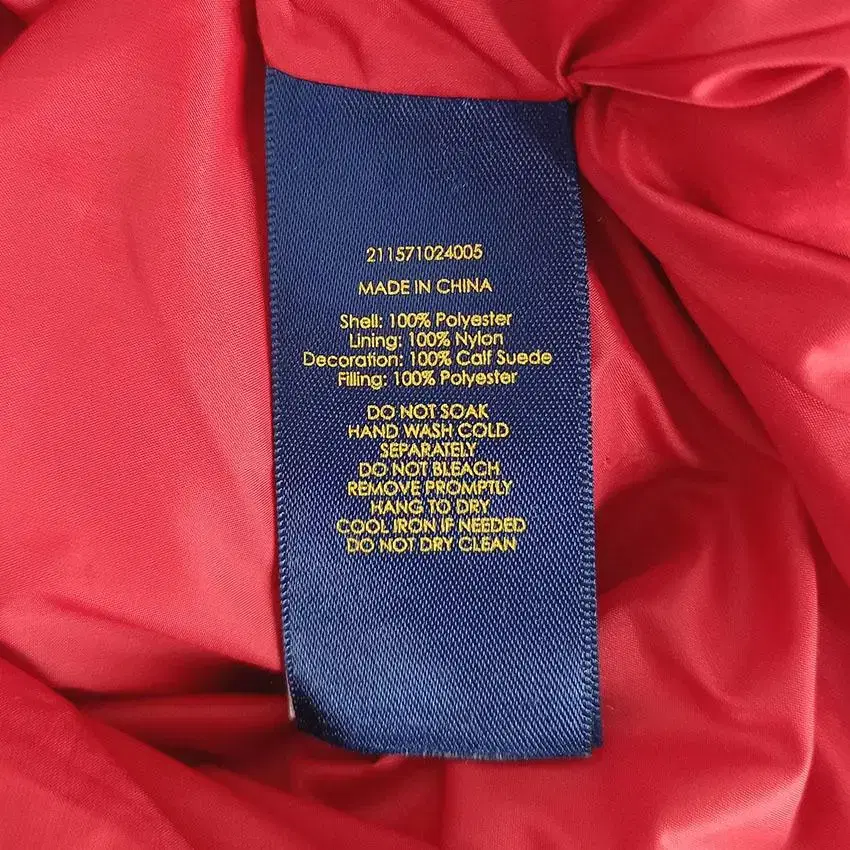 211571024005
MADE IN CHINA
Shell: 100% Polyester
Lining: 100% Nylon
Decoration: 100% Calf Suede
Filling: 100% Polyester
DO NOT SOAK
HAND WASH COLD
SEPARATELY
DO NOT BLEACH
REMOVE PROMPTLY
HANG TO DRY
COOL IRON IF NEEDED
DO NOT DRY CLEAN